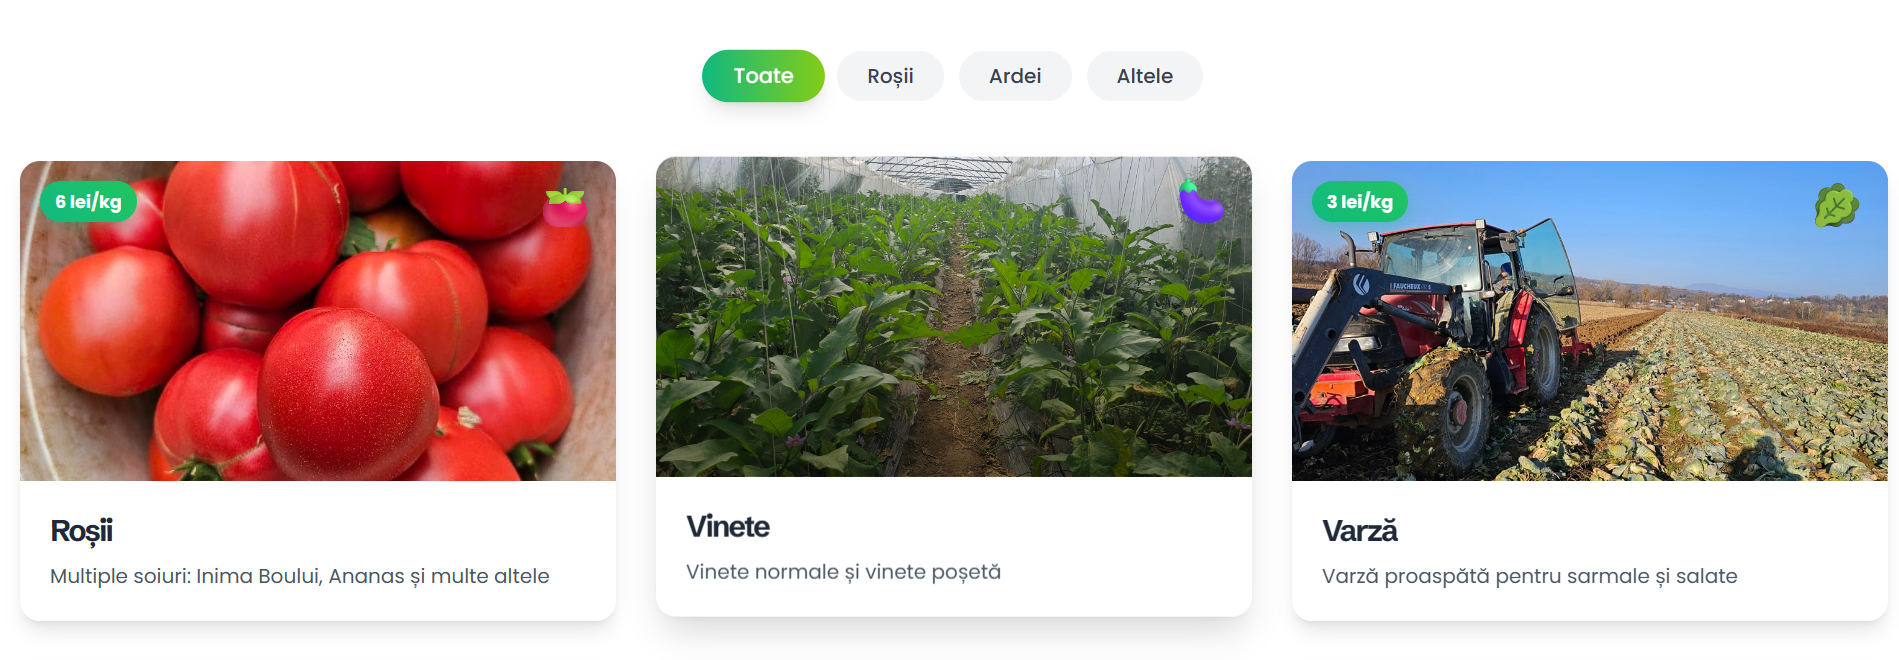 Toate
Roșii
Ardei
Altele
6 lei/kg
3 lei/kg
FAUCHEUX
Roșii
Multiple soiuri: Inima Boului, Ananas și multe altele
Vinete
Vinete normale și vinete poșetă
Varză
Varză proaspătă pentru sarmale și salate